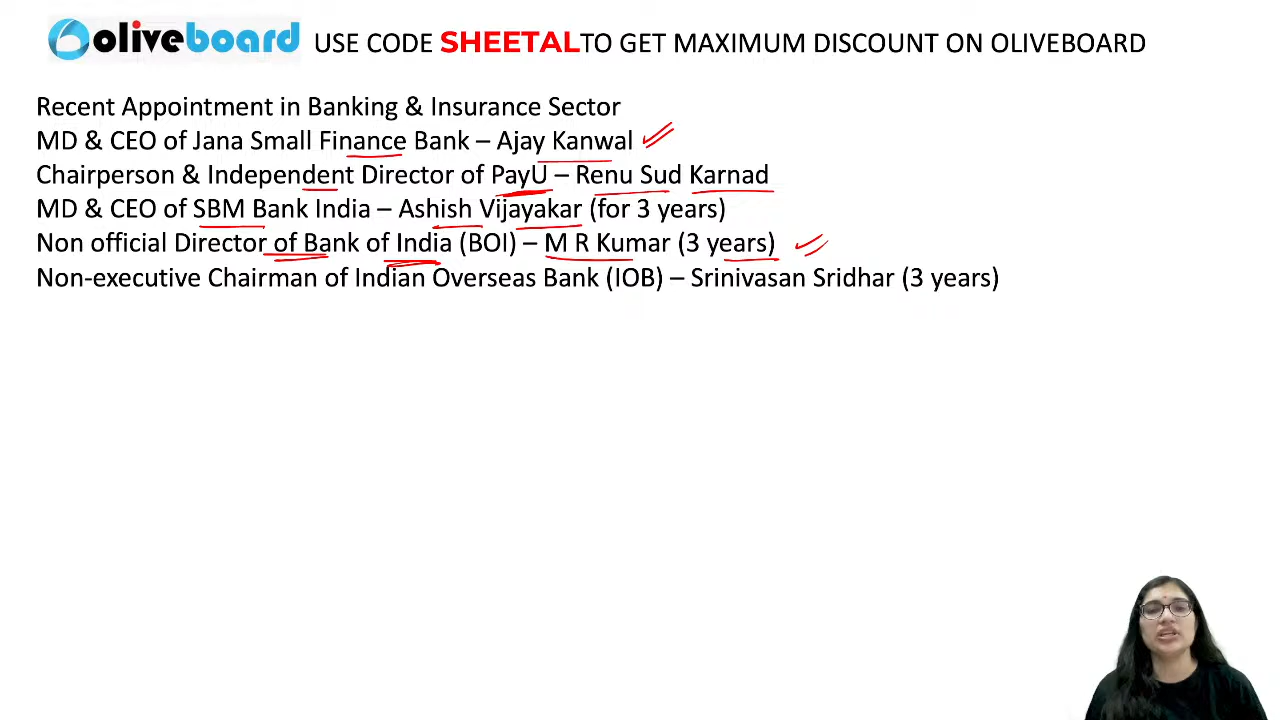 oliveboard USE CODE SHEETAL TO GET MAXIMUM DISCOUNT ON OLIVEBOARD
Recent Appointment in Banking & Insurance Sector
MD & CEO of Jana Small Finance Bank – Ajay Kanwal
Chairperson & Independent Director of PayU – Renu Sud Karnad
MD & CEO of SBM Bank India – Ashish Vijayakar (for 3 years)
Non official Director of Bank of India (BOI) – M R Kumar (3 years)
Non-executive Chairman of Indian Overseas Bank (IOB) – Srinivasan Sridhar (3 years)